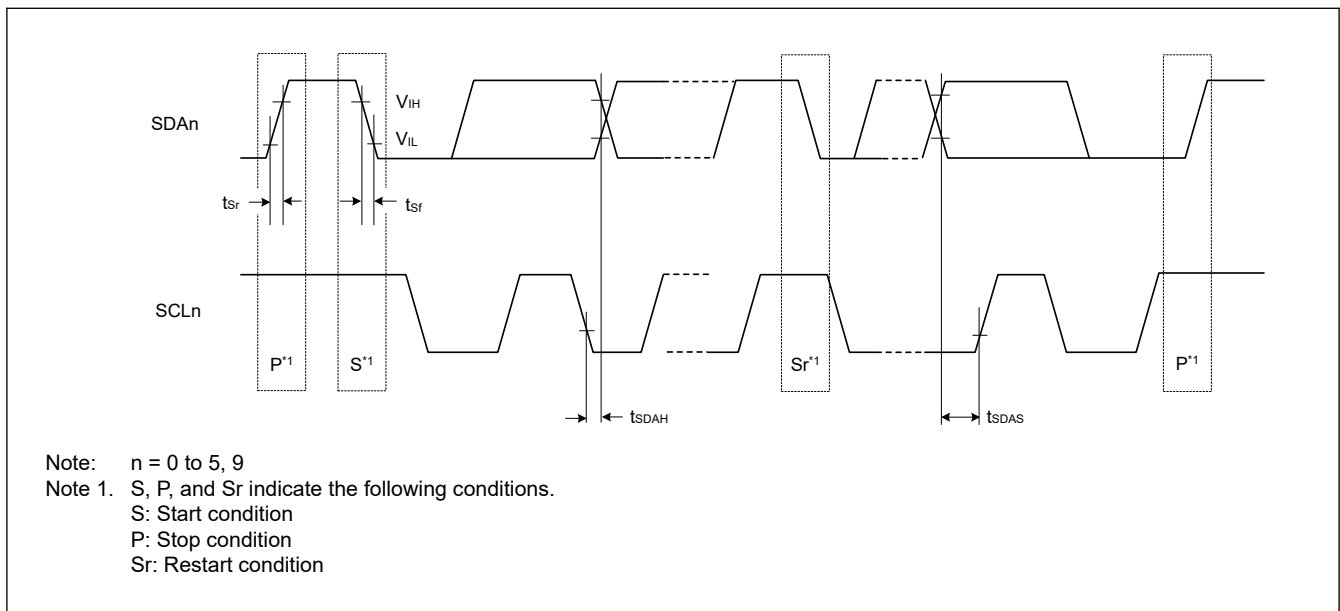 SDAn
VIH
VIL
tSr
tSf
SCLn
P*1
S*1
Sr*1
P*1
tSDAH
tSDAS
Note: n = 0 to 5, 9
Note 1. S, P, and Sr indicate the following conditions.
S: Start condition
P: Stop condition
Sr: Restart condition